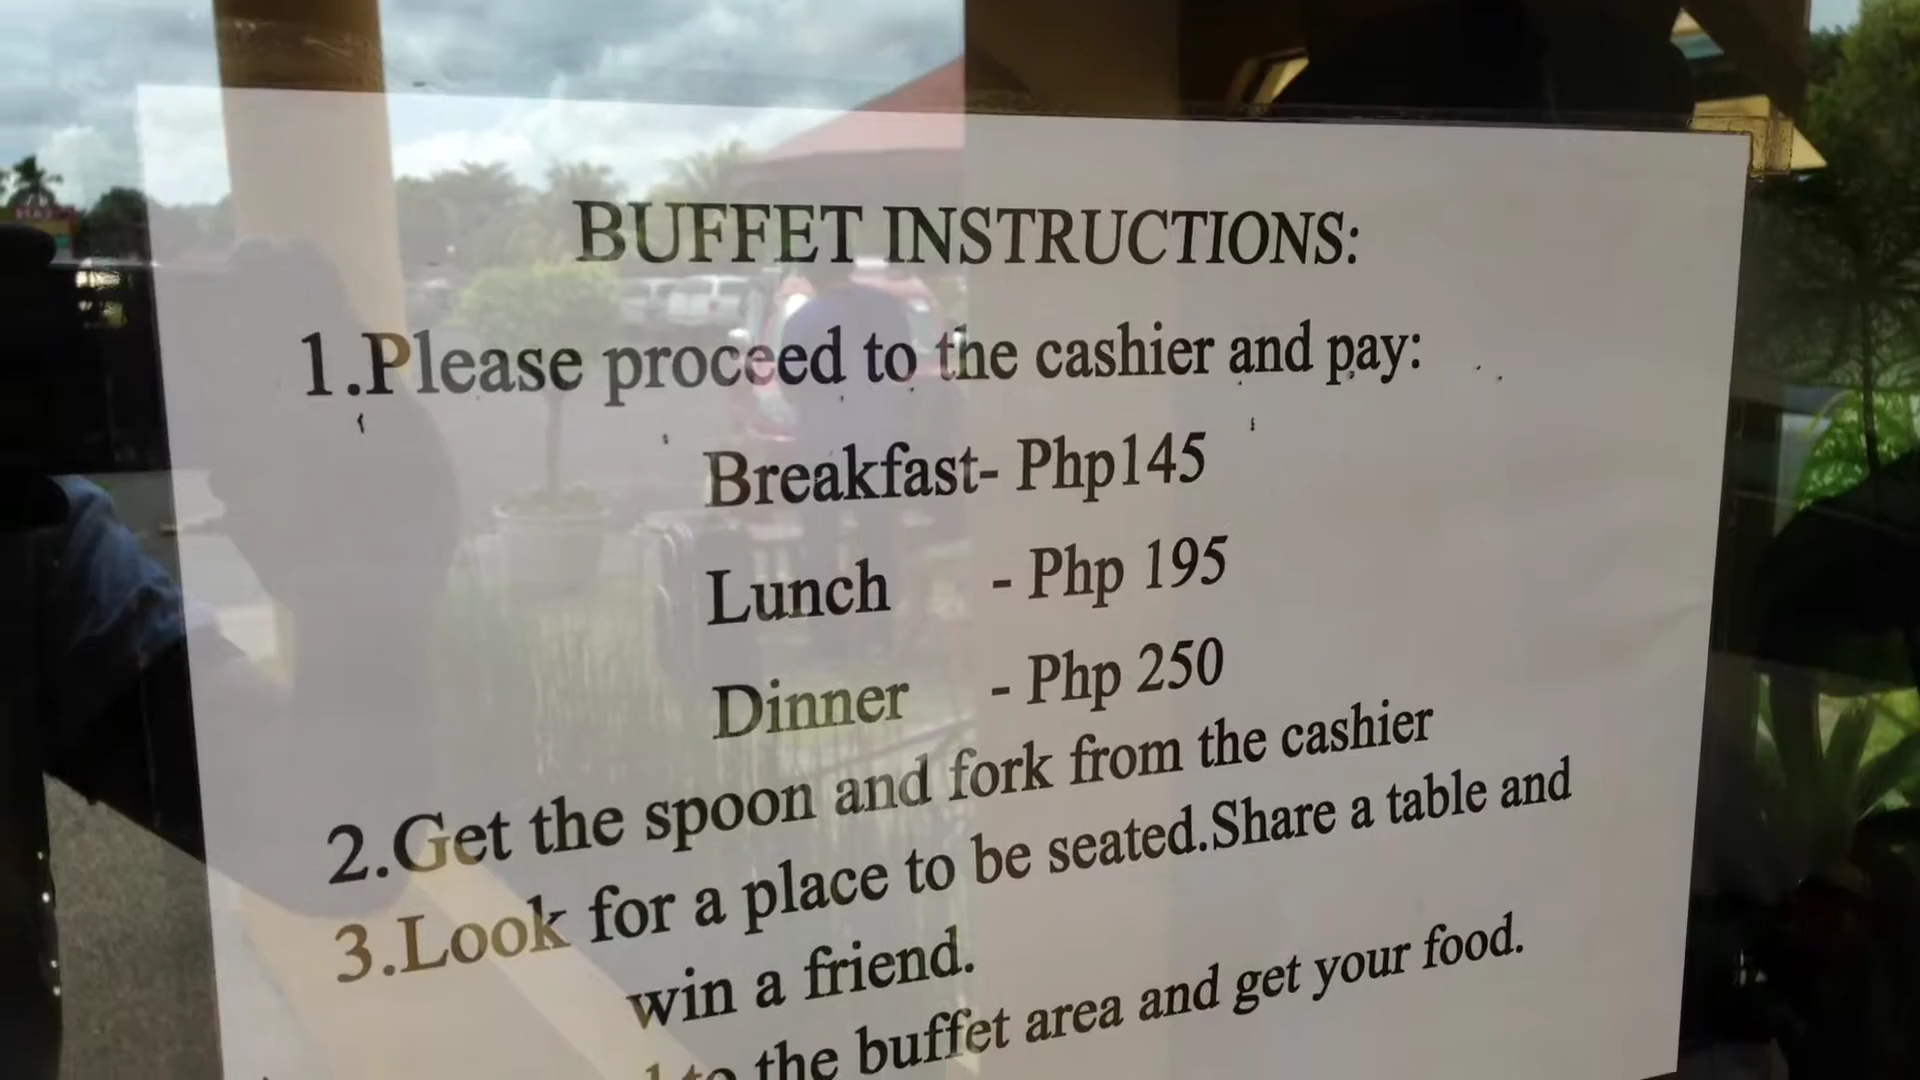 BUFFET INSTRUCTIONS:
1.Please proceed to the cashier and pay:
Breakfast- Php145
Lunch - Php 195
Dinner - Php 250
2.Get the spoon and fork from the cashier
3.Look for a place to be seated.Share a table and
win a friend.
to the buffet area and get your food.